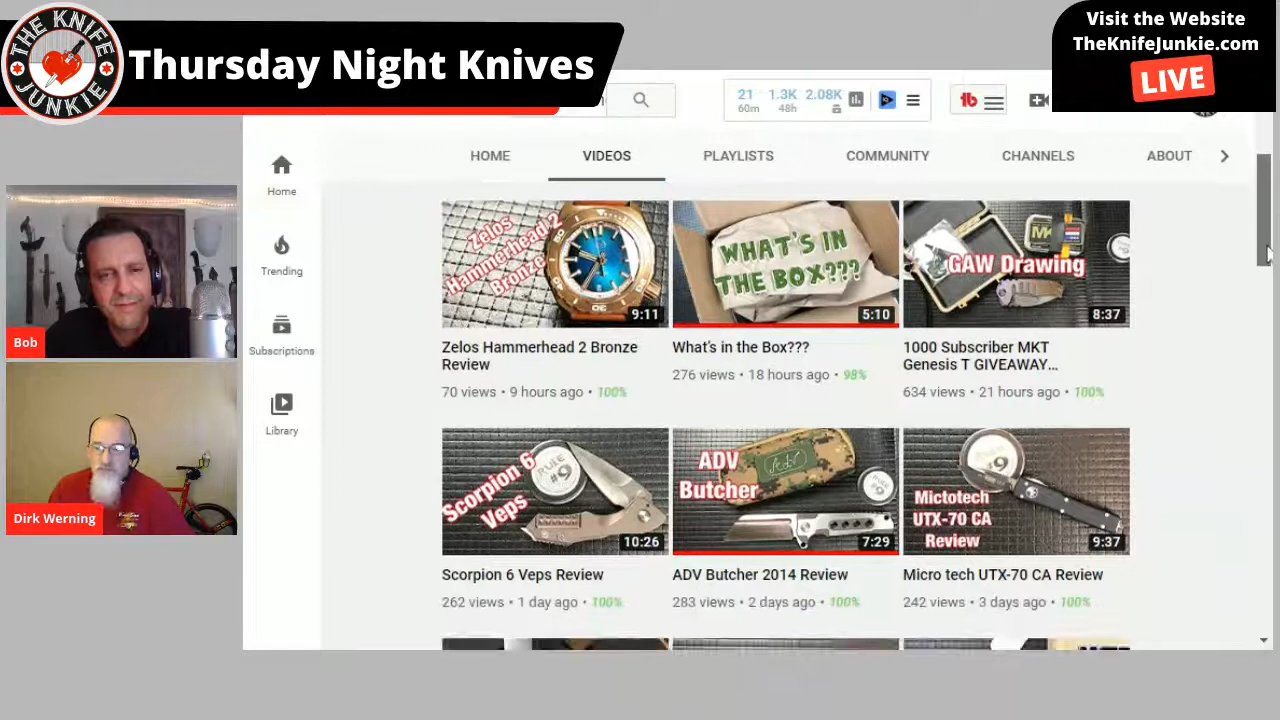 THE KNIFE
JUNKIE
Thursday Night Knives
Visit the Website
TheKnifeJunkie.com
LIVE
21 1.3K 2.08K
60m 48h
HOME VIDEOS PLAYLISTS COMMUNITY CHANNELS ABOUT
Home
Trending
Subscriptions
Library
Bob
Dirk Werning
Zelos
Hammerhead 2
Bronze
9:11
WHAT'S IN
THE BOX???
5:10
GAW Drawing
8:37
Zelos Hammerhead 2 Bronze
Review
70 views • 9 hours ago • 100%
What's in the Box???
276 views • 18 hours ago • 98%
1000 Subscriber MKT
Genesis T GIVEAWAY...
634 views • 21 hours ago • 100%
Scorpion 6
Veps
RULE
#9
10:26
ADV
Butcher
7:29
RULE
#9
Mictotech
UTX-70 CA
Review
9:37
Scorpion 6 Veps Review
262 views • 1 day ago • 100%
ADV Butcher 2014 Review
283 views • 2 days ago • 100%
Micro tech UTX-70 CA Review
242 views • 3 days ago • 100%